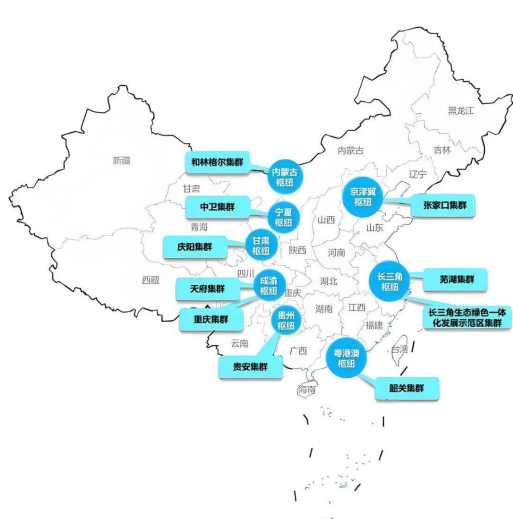 黑龙江
吉林
内蒙古
辽宁
新疆
和林格尔集群
内蒙古
枢纽
京津冀
枢纽
甘肃
中卫集群
宁夏
枢纽
张家口集群
山西
山东
青海
庆阳集群
甘肃
枢纽
陕西
河南
西藏
四川
天府集群
成渝
枢纽
重庆
湖北
长三角
枢纽
芜湖集群
重庆集群
贵州
枢纽
湖南
江西
长三角生态绿色一体
化发展示范区集群
福建
云南
广西
台湾
贵安集群
粤港澳
枢纽
韶关集群
海南